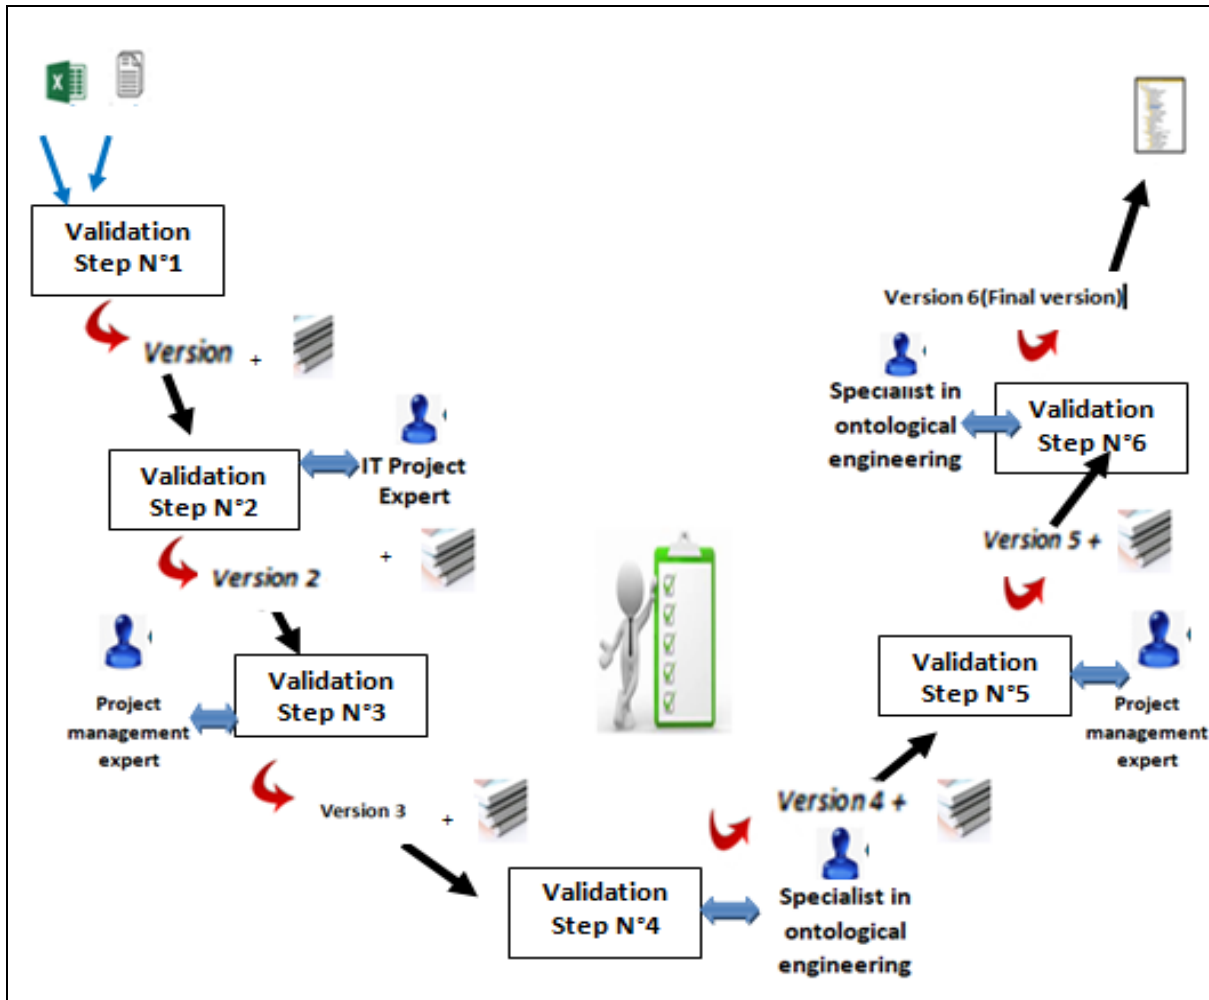 Validation
Step N°1
Version +
Validation
Step N°2
IT Project
Expert
Version 2 +
Project
management
expert
Validation
Step N°3
Version 3 +
Validation
Step N°4
Specialist in
ontological
engineering
Version 4 +
Validation
Step N°5
Project
management
expert
Version 5 +
Validation
Step N°6
Specialist in
ontological
engineering
Version 6(Final version)